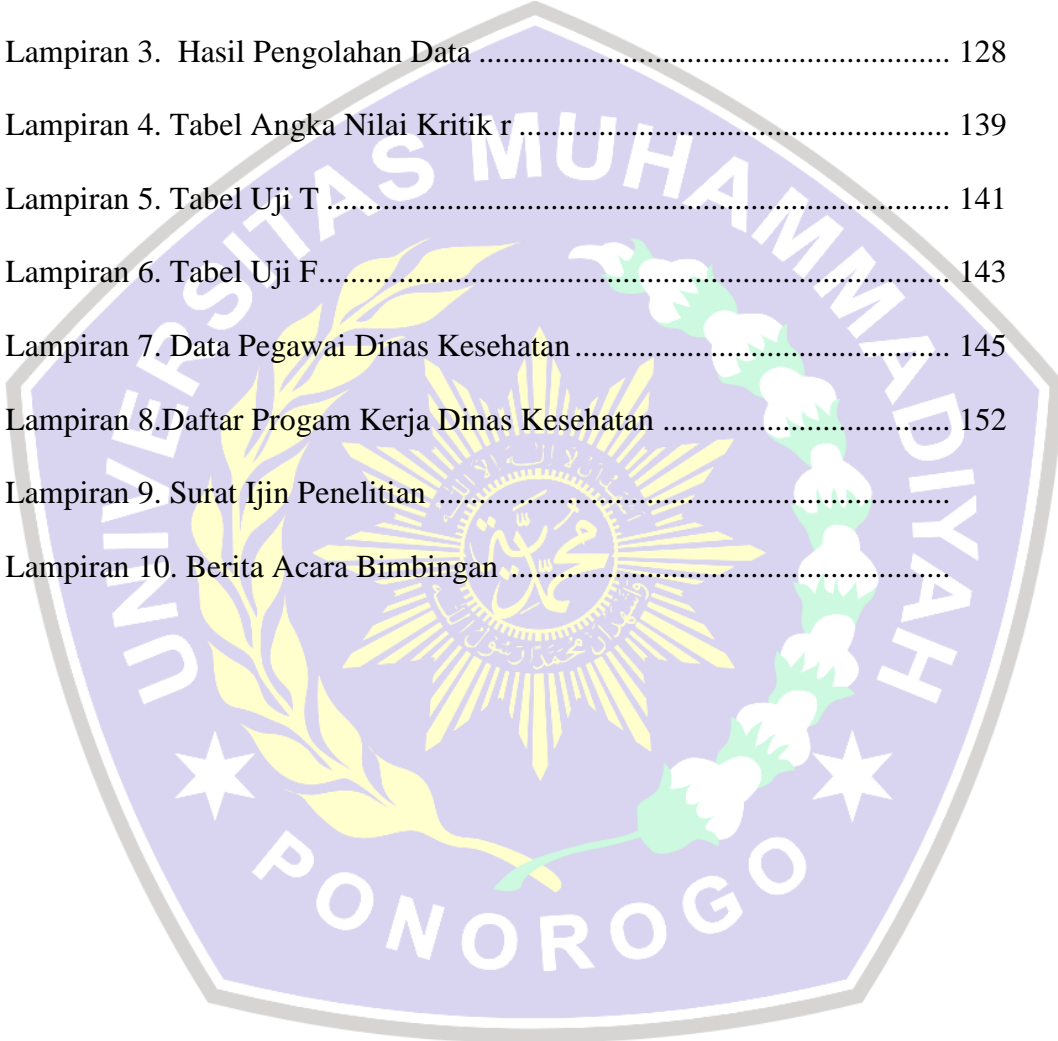 Lampiran 3.  Hasil Pengolahan Data ............................................................................ 128
Lampiran 4. Tabel Angka Nilai Kritik r ...................................................................... 139
Lampiran 5. Tabel Uji T .................................................................................................... 141
Lampiran 6. Tabel Uji F..................................................................................................... 143
Lampiran 7. Data Pegawai Dinas Kesehatan ............................................................ 145
Lampiran 8.Daftar Progam Kerja Dinas Kesehatan .............................................. 152
Lampiran 9. Surat Ijin Penelitian ..................................................................................
Lampiran 10. Berita Acara Bimbingan .......................................................................
UNIVERSITAS MUHAMMADIYAH
PONOROGO